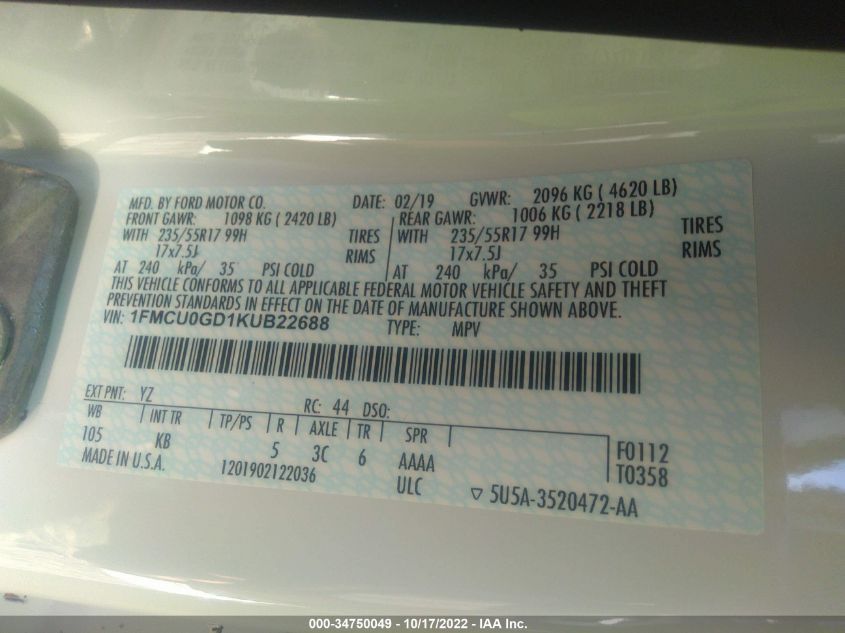 MFD. BY FORD MOTOR CO. DATE: 02/19 GVWR: 2096 KG ( 4620 LB)
FRONT GAWR: 1098 KG ( 2420 LB) REAR GAWR: 1006 KG ( 2218 LB)
WITH 235/55R17 99H TIRES WITH 235/55R17 99H TIRES
17x7.5J RIMS 17x7.5J RIMS
AT 240 kPa/ 35 PSI COLD AT 240 kPa/ 35 PSI COLD
THIS VEHICLE CONFORMS TO ALL APPLICABLE FEDERAL MOTOR VEHICLE SAFETY AND THEFT
PREVENTION STANDARDS IN EFFECT ON THE DATE OF MANUFACTURE SHOWN ABOVE.
VIN: 1FMCU0GD1KUB22688 TYPE: MPV
EXT PNT: YZ RC: 44 DSO:
WB INT TR TP/PS R AXLE TR SPR
105 KB 5 3C 6 AAAA F0112
MADE IN U.S.A. 1201902122036 ULC T0358
▽ 5U5A-3520472-AA
000-34750049 - 10/17/2022 - IAA Inc.